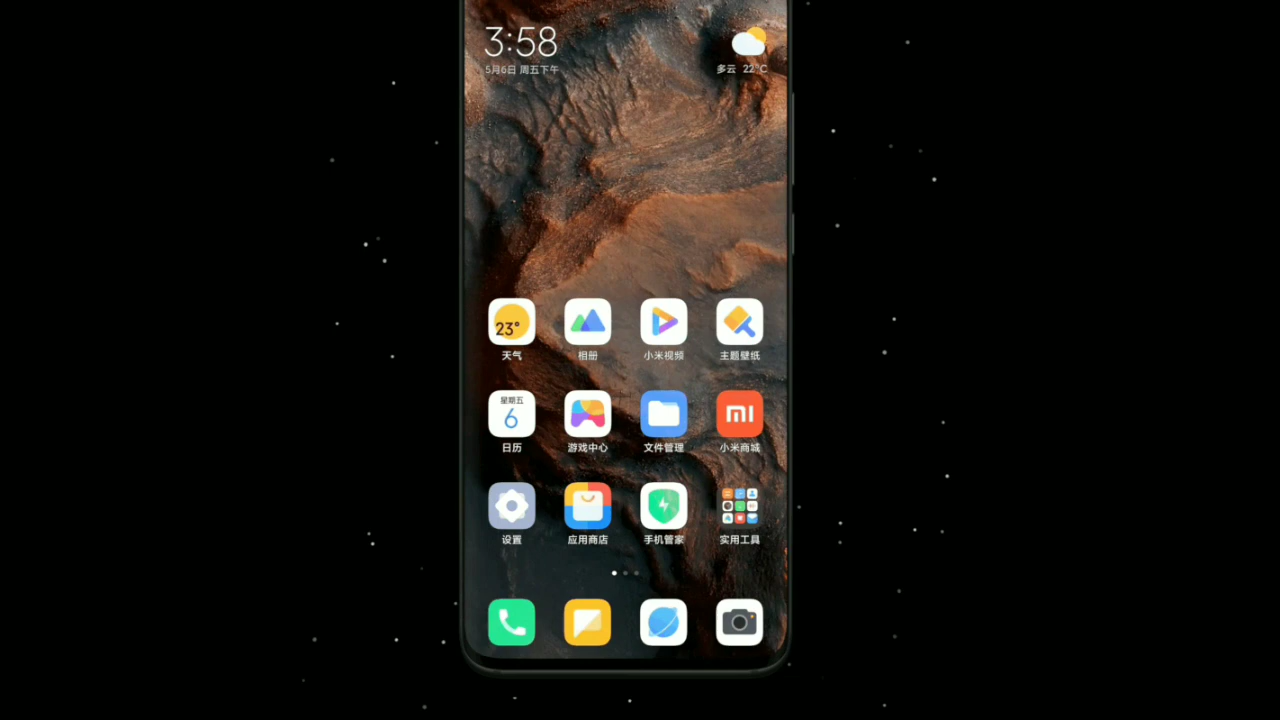 3:58
5月6日 周五下午
多云 22°C
23°
天气
相册
小米视频
主题壁纸
星期五
6
mi
日历
游戏中心
文件管理
小米商城
设置
应用商店
手机管家
实用工具